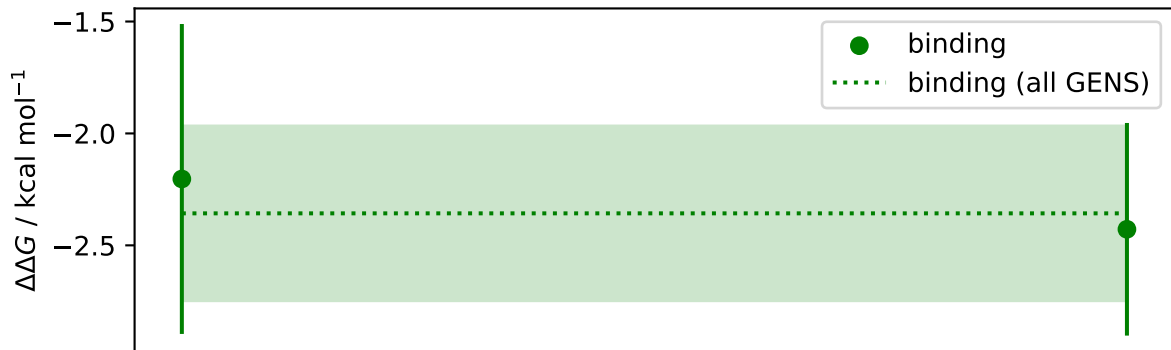 −1.5
−2.0
−2.5
ΔΔG / kcal mol⁻¹
binding
binding (all GENS)